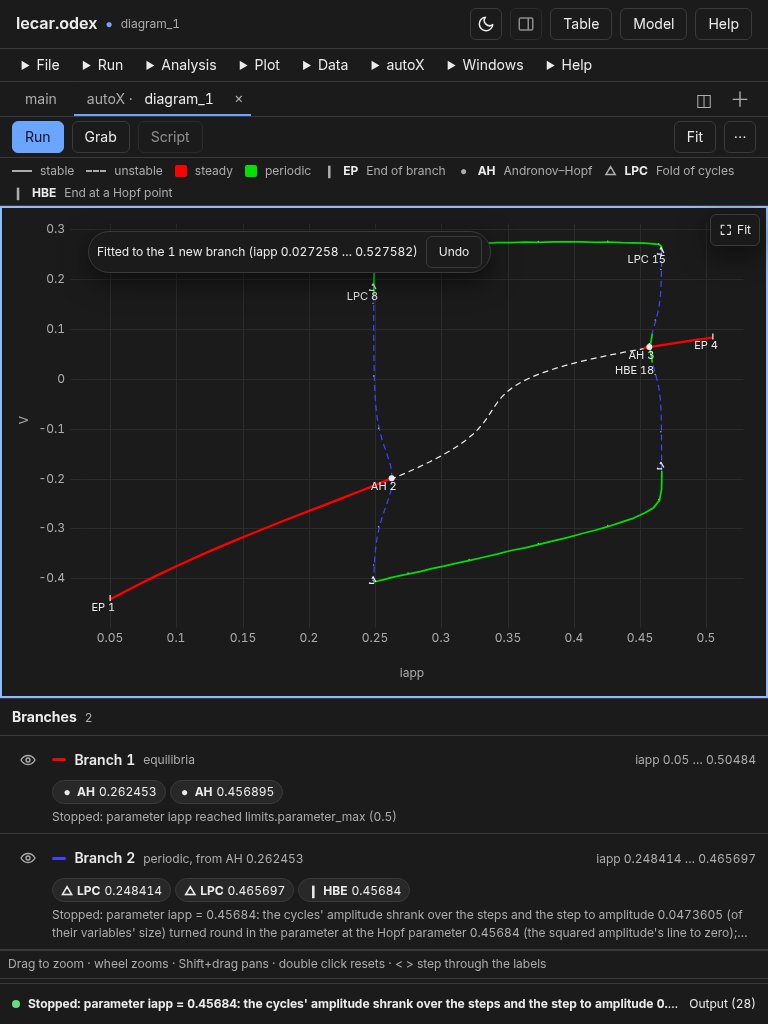 lecar.odex ● diagram_1 Table Model Help
▶ File ▶ Run ▶ Analysis ▶ Plot ▶ Data ▶ autoX ▶ Windows ▶ Help
main autoX · diagram_1 ×
Run Grab Script Fit ...
stable unstable steady periodic EP End of branch AH Andronov–Hopf LPC Fold of cycles
HBE End at a Hopf point
0.3
Fit
Fitted to the 1 new branch (iapp 0.027258 … 0.527582) Undo
LPC 15
0.2
LPC 8
0.1
EP 4
AH 3
HBE 18
0
V
-0.1
-0.2
AH 2
-0.3
-0.4
EP 1
0.05 0.1 0.15 0.2 0.25 0.3 0.35 0.4 0.45 0.5
iapp
Branches 2
Branch 1 equilibria iapp 0.05 … 0.50484
● AH 0.262453 ● AH 0.456895
Stopped: parameter iapp reached limits.parameter_max (0.5)
Branch 2 periodic, from AH 0.262453 iapp 0.248414 … 0.465697
△ LPC 0.248414 △ LPC 0.465697 | HBE 0.45684
Stopped: parameter iapp = 0.45684: the cycles' amplitude shrank over the steps and the step to amplitude 0.0473605 (of
their variables' size) turned round in the parameter at the Hopf parameter 0.45684 (the squared amplitude's line to zero);…
Drag to zoom · wheel zooms · Shift+drag pans · double click resets · < > step through the labels
Stopped: parameter iapp = 0.45684: the cycles' amplitude shrank over the steps and the step to amplitude 0.… Output (28)